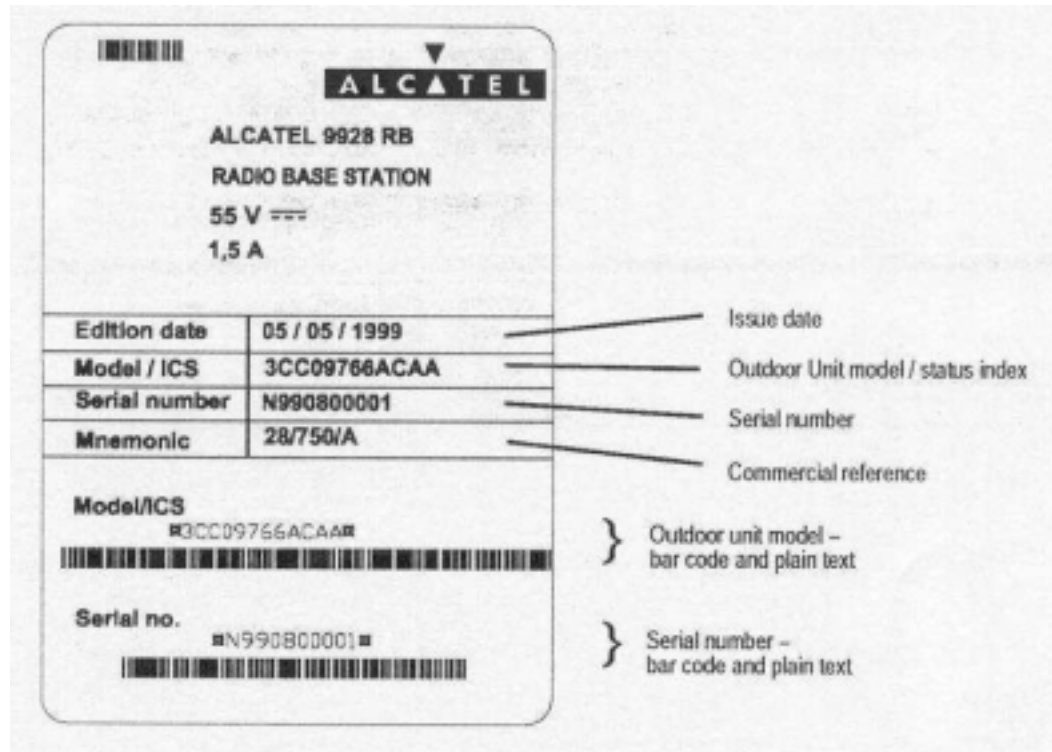 ALCATEL
ALCATEL 9928 RB
RADIO BASE STATION
55 V
1,5 A
Edition date 05 / 05 / 1999 Issue date
Model / ICS 3CC09766ACAA Outdoor Unit model / status index
Serial number N990800001 Serial number
Mnemonic 28/750/A Commercial reference
Model/ICS
3CC09766ACAA
Outdoor unit model –
bar code and plain text
Serial no.
N990800001
Serial number –
bar code and plain text